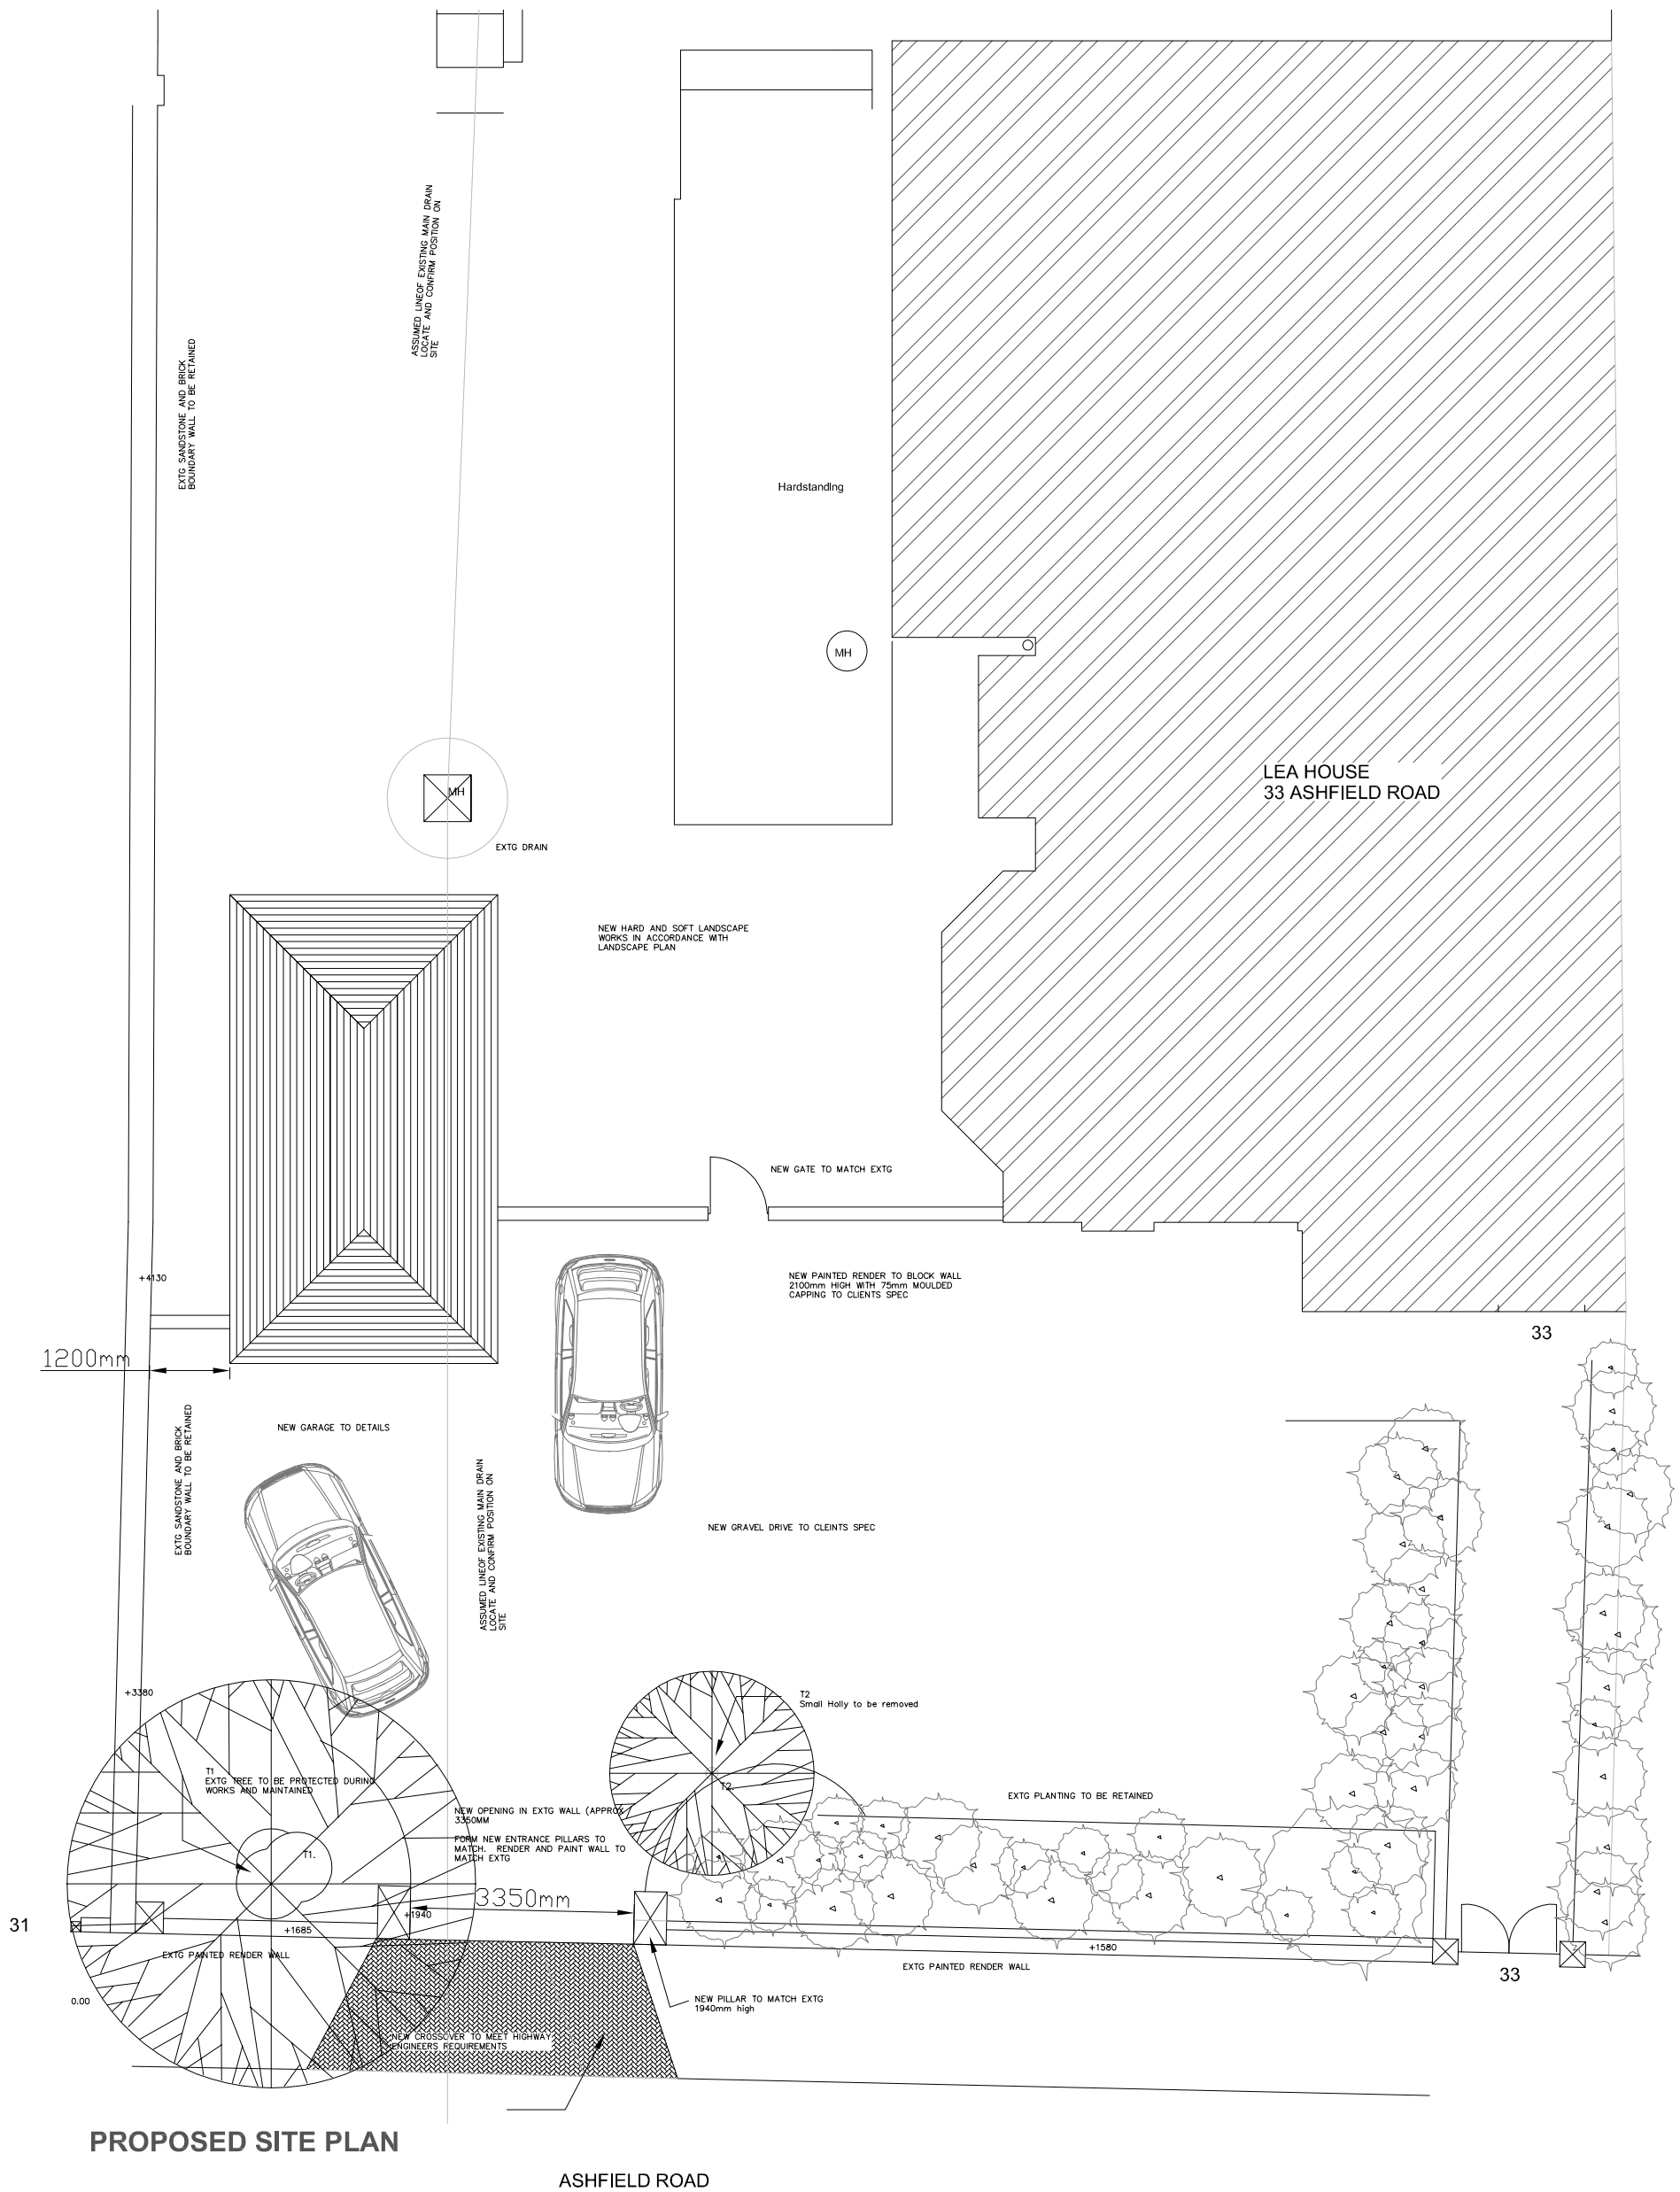 ASSUMED LINEOF EXISTING MAIN DRAIN
LOCATE AND CONFIRM POSITION ON
SITE
EXTG SANDSTONE AND BRICK
BOUNDARY WALL TO BE RETAINED
Hardstanding
MH
LEA HOUSE
33 ASHFIELD ROAD
MH
EXTG DRAIN
NEW HARD AND SOFT LANDSCAPE
WORKS IN ACCORDANCE WITH
LANDSCAPE PLAN
NEW GATE TO MATCH EXTG
+4130
NEW PAINTED RENDER TO BLOCK WALL
2100mm HIGH WITH 75mm MOULDED
CAPPING TO CLIENTS SPEC
33
1200mm
EXTG SANDSTONE AND BRICK
BOUNDARY WALL TO BE RETAINED
NEW GARAGE TO DETAILS
ASSUMED LINEOF EXISTING MAIN DRAIN
LOCATE AND CONFIRM POSITION ON
SITE
NEW GRAVEL DRIVE TO CLEINTS SPEC
+3380
T2
Small Holly to be removed
T1
EXTG TREE TO BE PROTECTED DURING
WORKS AND MAINTAINED
T2.
EXTG PLANTING TO BE RETAINED
NEW OPENING IN EXTG WALL (APPROX
3350MM
FORM NEW ENTRANCE PILLARS TO
MATCH. RENDER AND PAINT WALL TO
MATCH EXTG
T1.
3350mm
+1940
31
+1685
EXTG PAINTED RENDER WALL
+1580
EXTG PAINTED RENDER WALL
33
0.00
NEW PILLAR TO MATCH EXTG
1940mm high
NEW CROSSOVER TO MEET HIGHWAY
ENGINEERS REQUIREMENTS
PROPOSED SITE PLAN
ASHFIELD ROAD